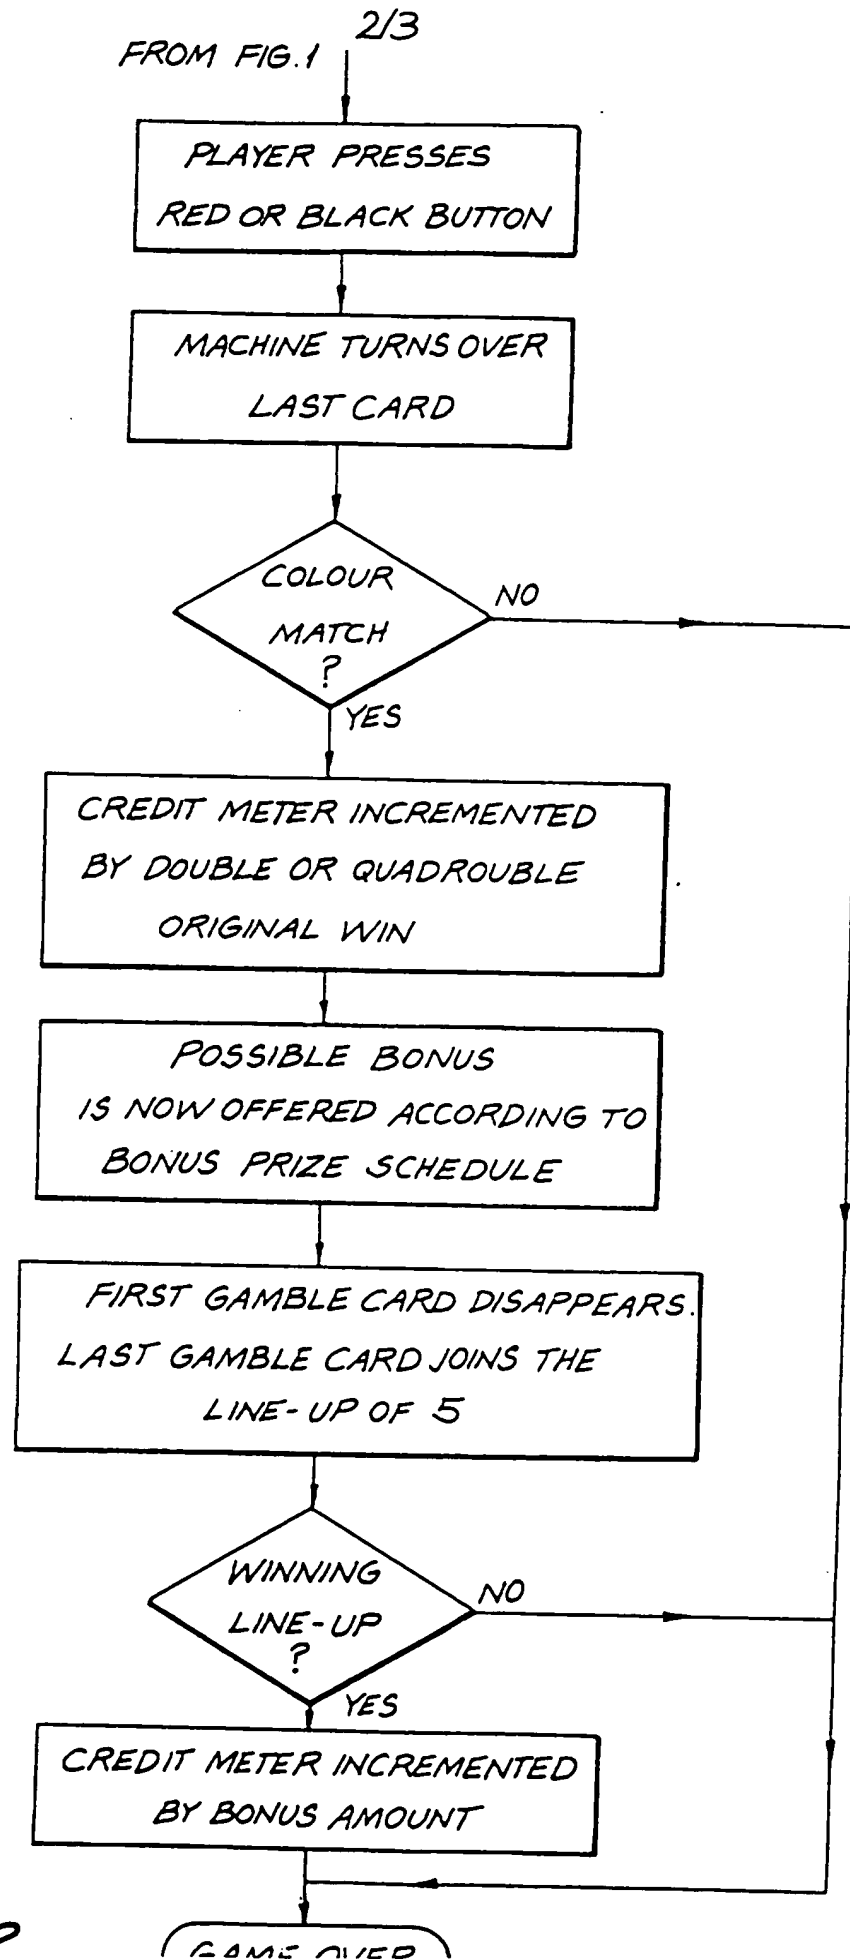 2/3
FROM FIG.1
PLAYER PRESSES
RED OR BLACK BUTTON
MACHINE TURNS OVER
LAST CARD
COLOUR
MATCH
?
NO
YES
CREDIT METER INCREMENTED
BY DOUBLE OR QUADROUBLE
ORIGINAL WIN
POSSIBLE BONUS
IS NOW OFFERED ACCORDING TO
BONUS PRIZE SCHEDULE
FIRST GAMBLE CARD DISAPPEARS.
LAST GAMBLE CARD JOINS THE
LINE-UP OF 5
WINNING
LINE-UP
?
NO
YES
CREDIT METER INCREMENTED
BY BONUS AMOUNT
GAME OVER